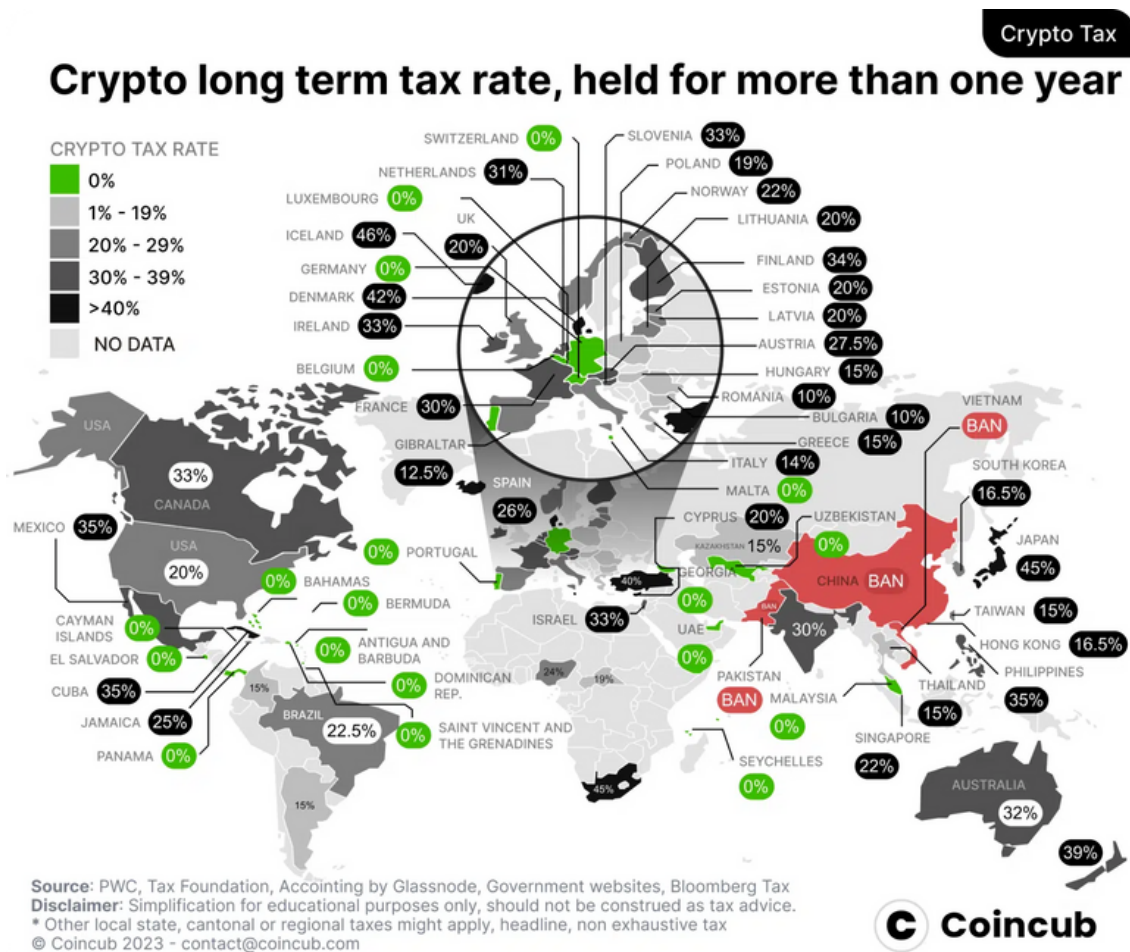 Crypto Tax
Crypto long term tax rate, held for more than one year
CRYPTO TAX RATE
0%
1% - 19%
20% - 29%
30% - 39%
>40%
NO DATA
SWITZERLAND 0%
NETHERLANDS 31%
LUXEMBOURG 0%
UK
20%
ICELAND 46%
GERMANY 0%
DENMARK 42%
IRELAND 33%
BELGIUM 0%
FRANCE 30%
GIBRALTAR
12.5%
SPAIN
26%
SLOVENIA 33%
POLAND 19%
NORWAY 22%
LITHUANIA 20%
FINLAND 34%
ESTONIA 20%
LATVIA 20%
AUSTRIA 27.5%
HUNGARY 15%
ROMANIA 10%
BULGARIA 10%
GREECE 15%
ITALY 14%
MALTA 0%
CYPRUS 20%
VIETNAM
BAN
SOUTH KOREA
16.5%
JAPAN
45%
UZBEKISTAN
0%
KAZAKHSTAN 15%
GEORGIA
0%
40%
CHINA BAN
TAIWAN 15%
HONG KONG 16.5%
PHILIPPINES
35%
THAILAND
15%
SINGAPORE
22%
MALAYSIA
0%
BAN
PAKISTAN
BAN
30%
UAE
0%
ISRAEL 33%
SEYCHELLES
0%
USA
33%
CANADA
USA
20%
MEXICO 35%
0% PORTUGAL
0% BAHAMAS
0% BERMUDA
CAYMAN
ISLANDS 0%
0% ANTIGUA AND
BARBUDA
EL SALVADOR 0%
0% DOMINICAN
REP.
CUBA 35%
JAMAICA 25%
PANAMA 0%
0% SAINT VINCENT AND
THE GRENADINES
15%
BRAZIL
22.5%
15%
24%
19%
45%
AUSTRALIA
32%
39%
Source: PWC, Tax Foundation, Accointing by Glassnode, Government websites, Bloomberg Tax
Disclaimer: Simplification for educational purposes only, should not be construed as tax advice.
* Other local state, cantonal or regional taxes might apply, headline, non exhaustive tax
© Coincub 2023 - contact@coincub.com
C Coincub